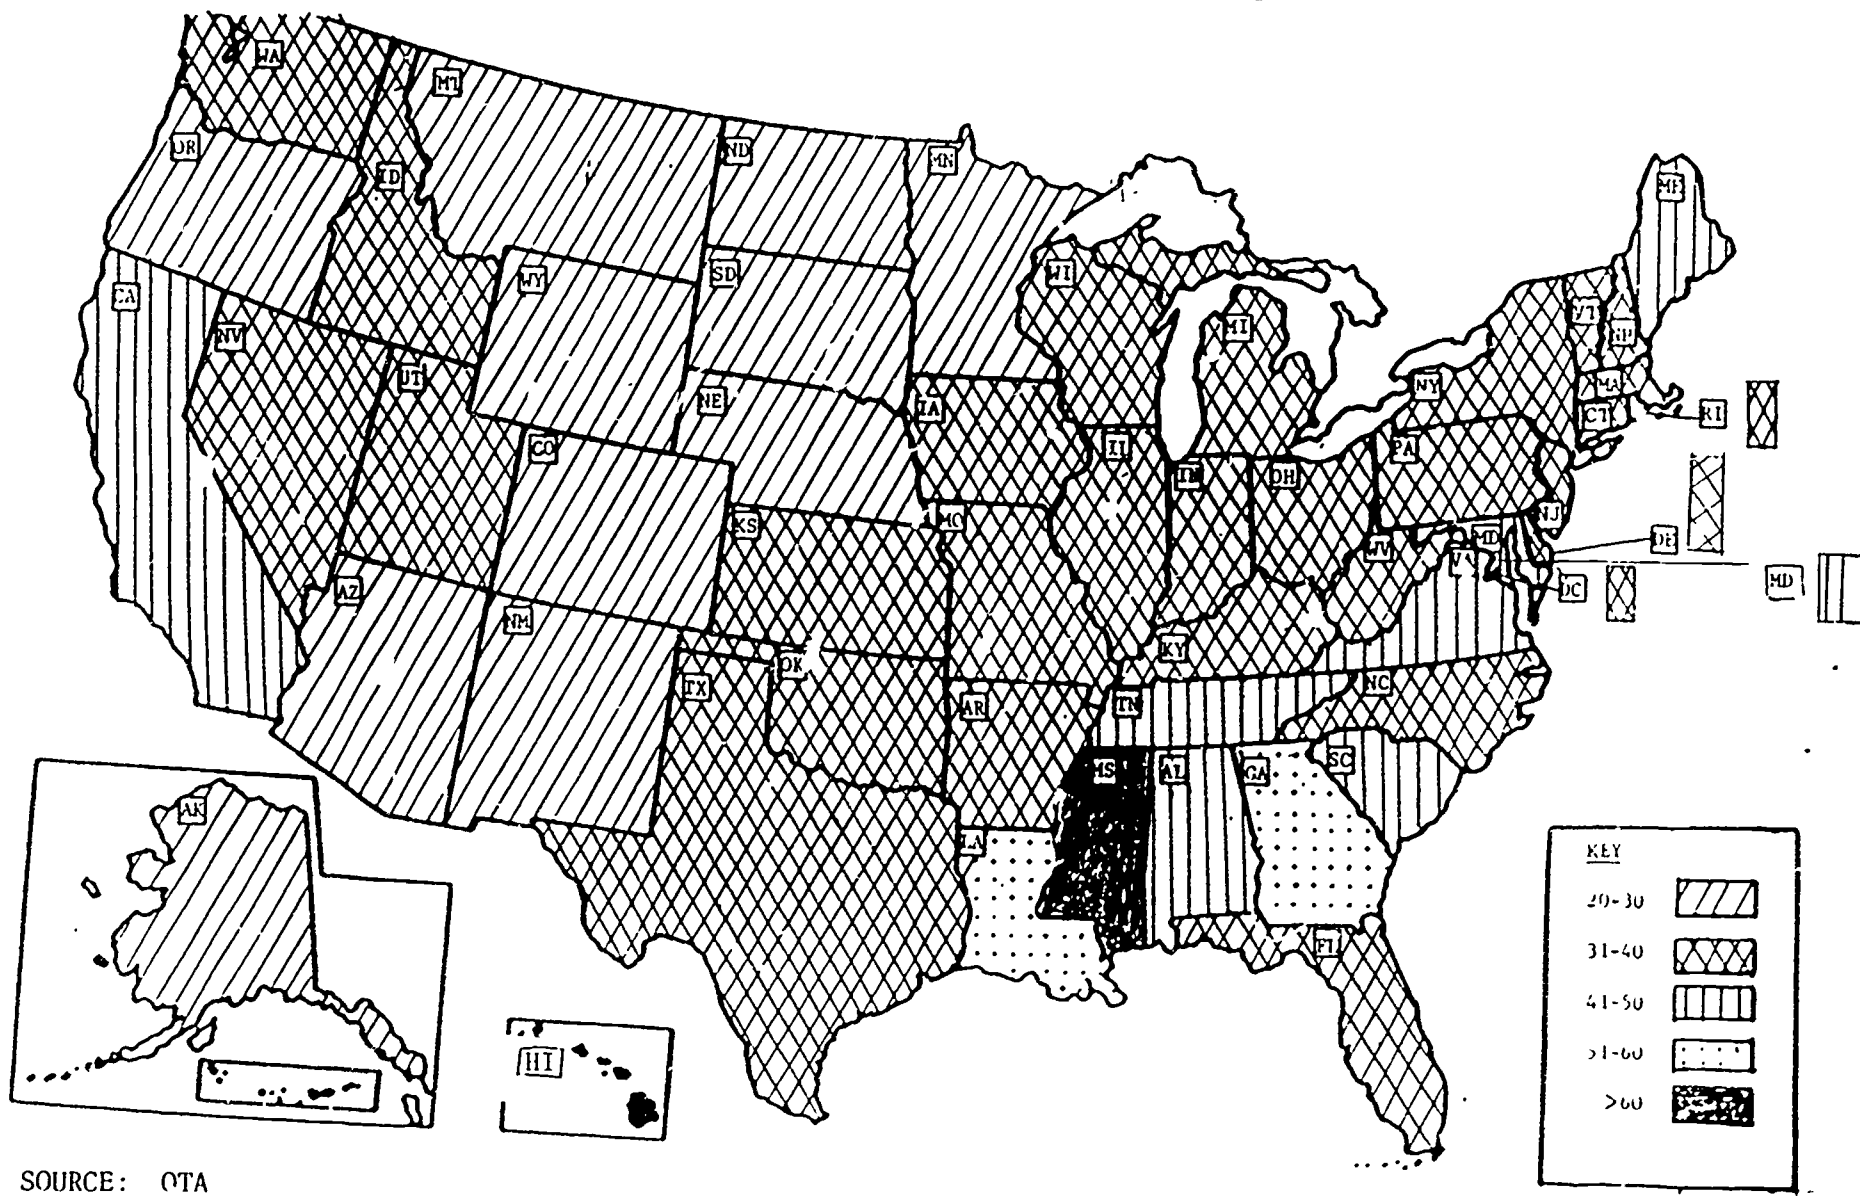 WA
MT
OR
ND
MN
ID
ME
CA
WY
SD
WI
NV
VT
NH
MI
UT
NE
NY
MA
IA
CT
RI
CO
IL
PA
IN
OH
KS
MO
NJ
MD
DE
WV
VA
AZ
MD
DC
NM
KY
OK
TX
NC
AR
TN
SC
MS
AL
GA
AK
LA
KEY
20-30
FL
31-40
41-50
51-60
HI
>60
SOURCE: OTA